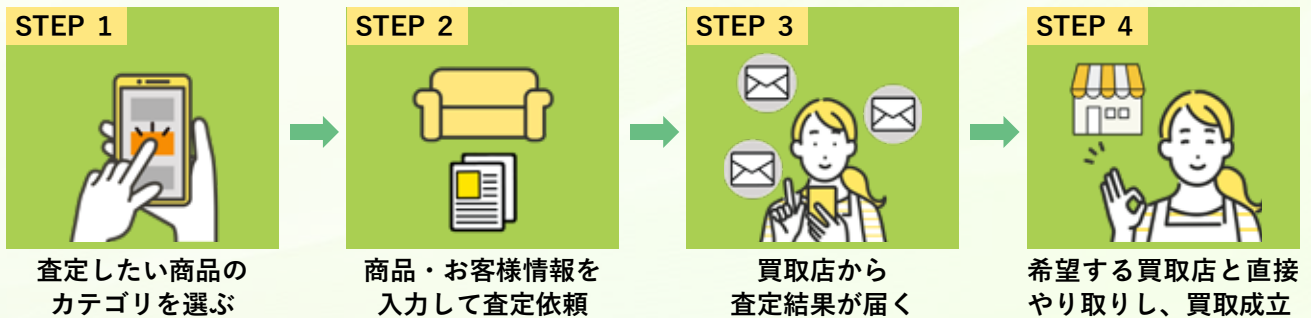 STEP 1
査定したい商品の
カテゴリを選ぶ
STEP 2
商品・お客様情報を
入力して査定依頼
STEP 3
買取店から
査定結果が届く
STEP 4
希望する買取店と直接
やり取りし、買取成立